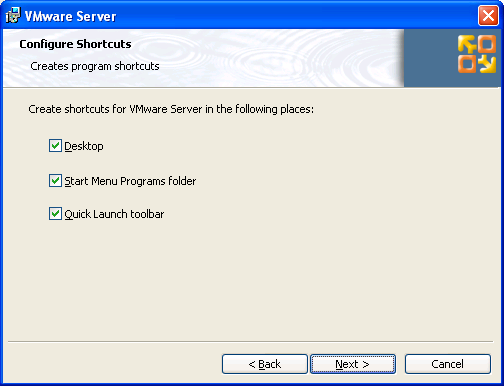 VMware Server
Configure Shortcuts
Creates program shortcuts
Create shortcuts for VMware Server in the following places:
Desktop
Start Menu Programs folder
Quick Launch toolbar
< Back
Next >
Cancel